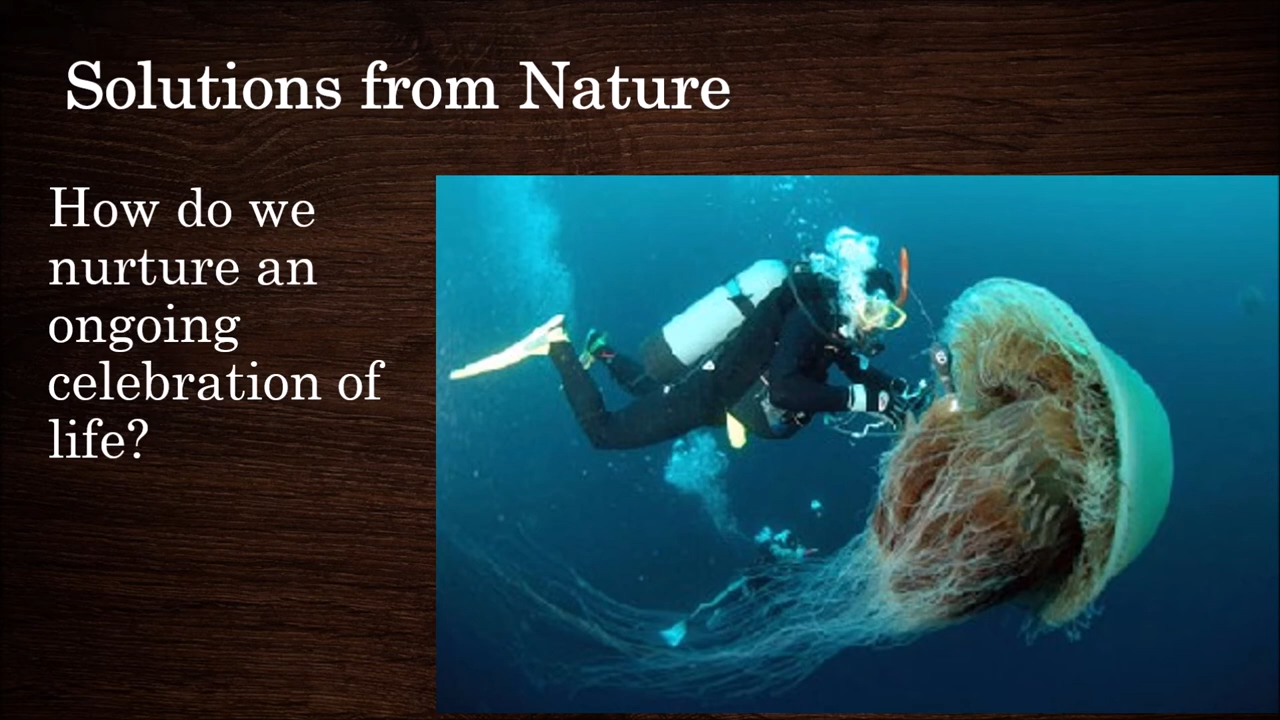 Solutions from Nature
How do we
nurture an
ongoing
celebration of
life?